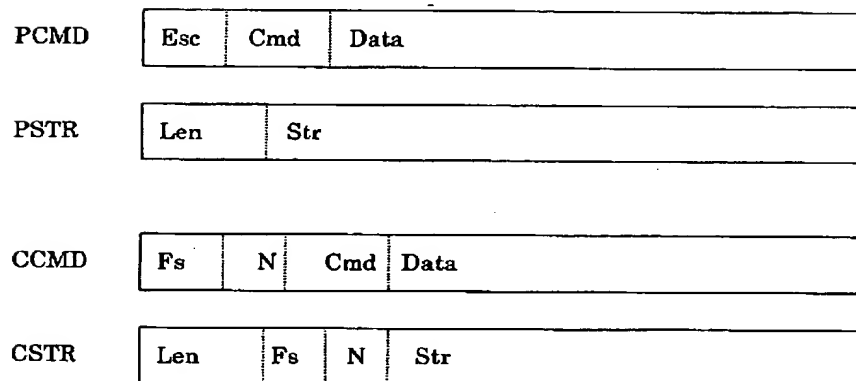 PCMD Esc Cmd Data
PSTR Len Str
CCMD Fs N Cmd Data
CSTR Len Fs N Str